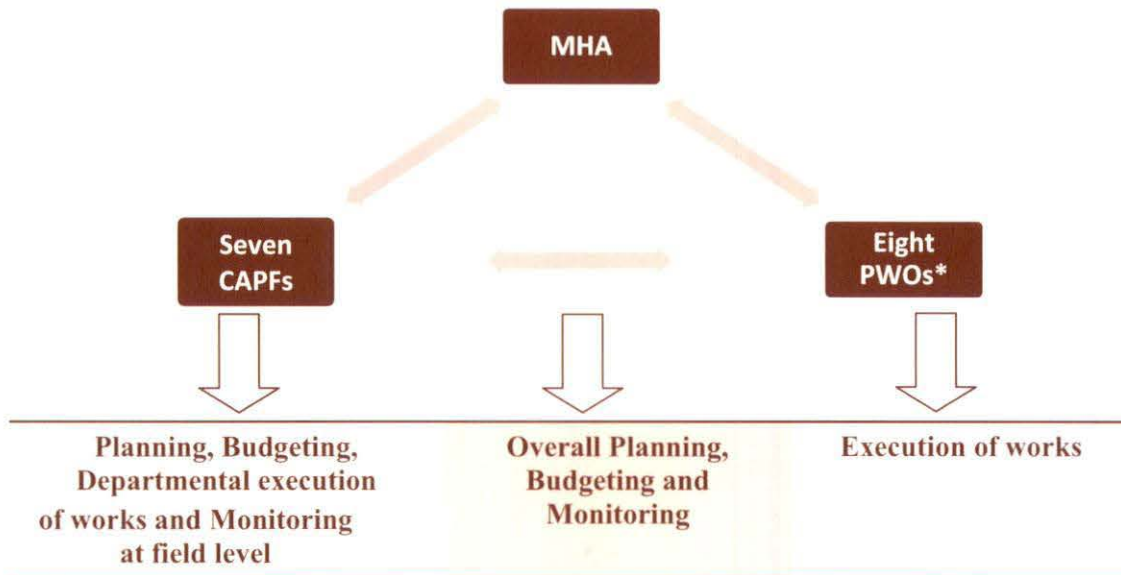 MHA
Seven
CAPFs
Eight
PWOs*
Planning, Budgeting,
Departmental execution
of works and Monitoring
at field level
Overall Planning,
Budgeting and
Monitoring
Execution of works